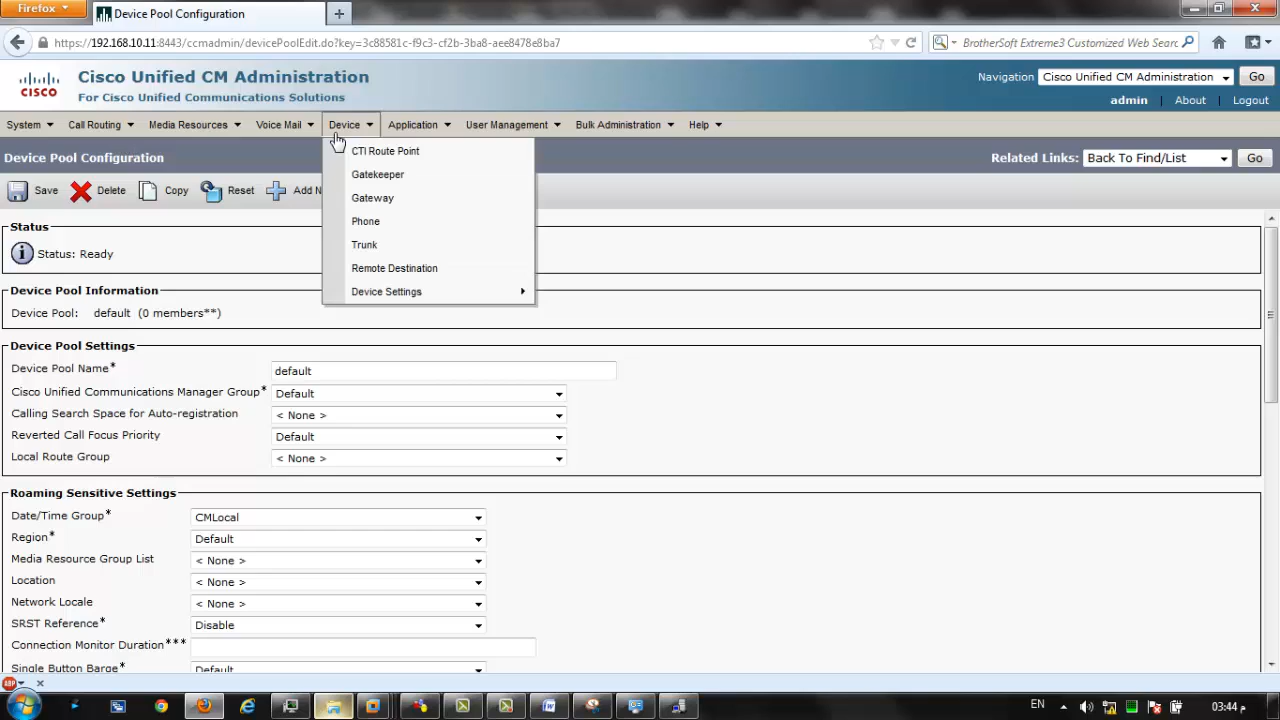 Firefox
Device Pool Configuration
https://192.168.10.11:8443/ccmadmin/devicePoolEdit.do?key=3c88581c-f9c3-cf2b-3ba8-aee8478e8ba7
BrotherSoft Extreme3 Customized Web Searc
CISCO
Cisco Unified CM Administration
For Cisco Unified Communications Solutions
Navigation Cisco Unified CM Administration Go
admin | About | Logout
System Call Routing Media Resources Voice Mail Device Application User Management Bulk Administration Help
Device Pool Configuration
Related Links: Back To Find/List Go
Save Delete Copy Reset Add N
CTI Route Point
Gatekeeper
Gateway
Phone
Trunk
Remote Destination
Device Settings
Status
Status: Ready
Device Pool Information
Device Pool: default (0 members**)
Device Pool Settings
Device Pool Name* default
Cisco Unified Communications Manager Group* Default
Calling Search Space for Auto-registration < None >
Reverted Call Focus Priority Default
Local Route Group < None >
Roaming Sensitive Settings
Date/Time Group* CMLocal
Region* Default
Media Resource Group List < None >
Location < None >
Network Locale < None >
SRST Reference* Disable
Connection Monitor Duration***
Single Button Barge* Default
ABP
EN
03:44 م